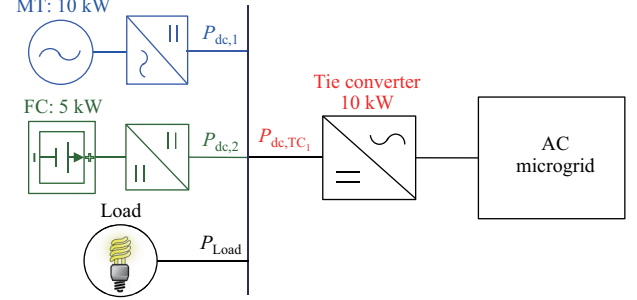 MT: 10 kW
P_dc,1
FC: 5 kW
P_dc,2
Load
P_Load
P_dc,TC_1
Tie converter
10 kW
AC
microgrid